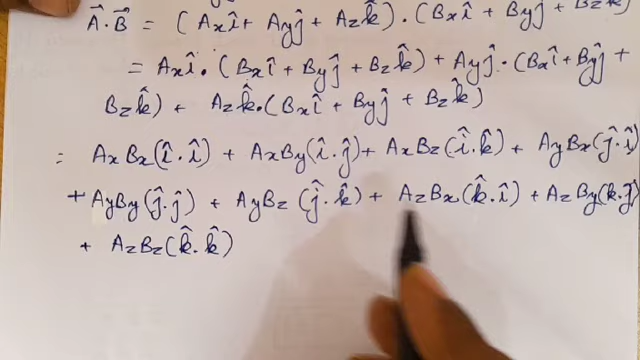 A⃗·B⃗ = (Axî + Ayĵ + Azk̂)·(Bxî + Byĵ + Bzk̂)
= Axî·(Bxî + Byĵ + Bzk̂) + Ayĵ·(Bxî + Byĵ +
Bzk̂) + Azk̂·(Bxî + Byĵ + Bzk̂)
= AxBx(î·î) + AxBy(î·ĵ) + AxBz(î·k̂) + AyBx(ĵ·î)
+ AyBy(ĵ·ĵ) + AyBz(ĵ·k̂) + AzBx(k̂·î) + AzBy(k·ĵ)
+ AzBz(k̂·k̂)